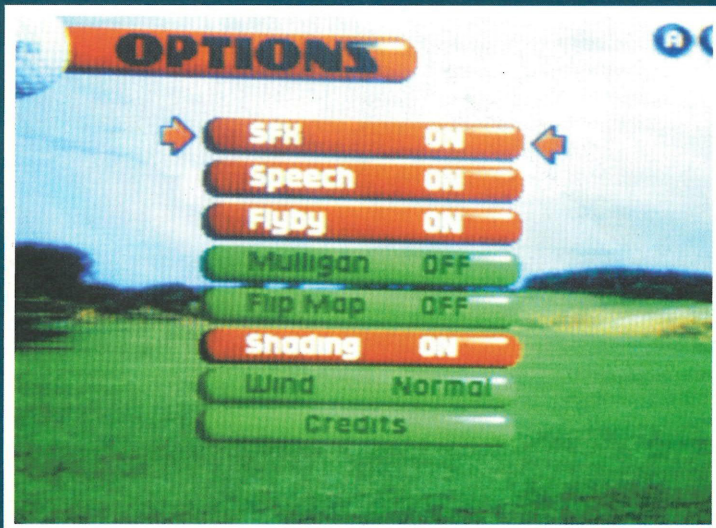 OPTIONS
A
SFX ON
Speech ON
Flyby ON
Mulligan OFF
Flip Map OFF
Shading ON
Wind Normal
Credits